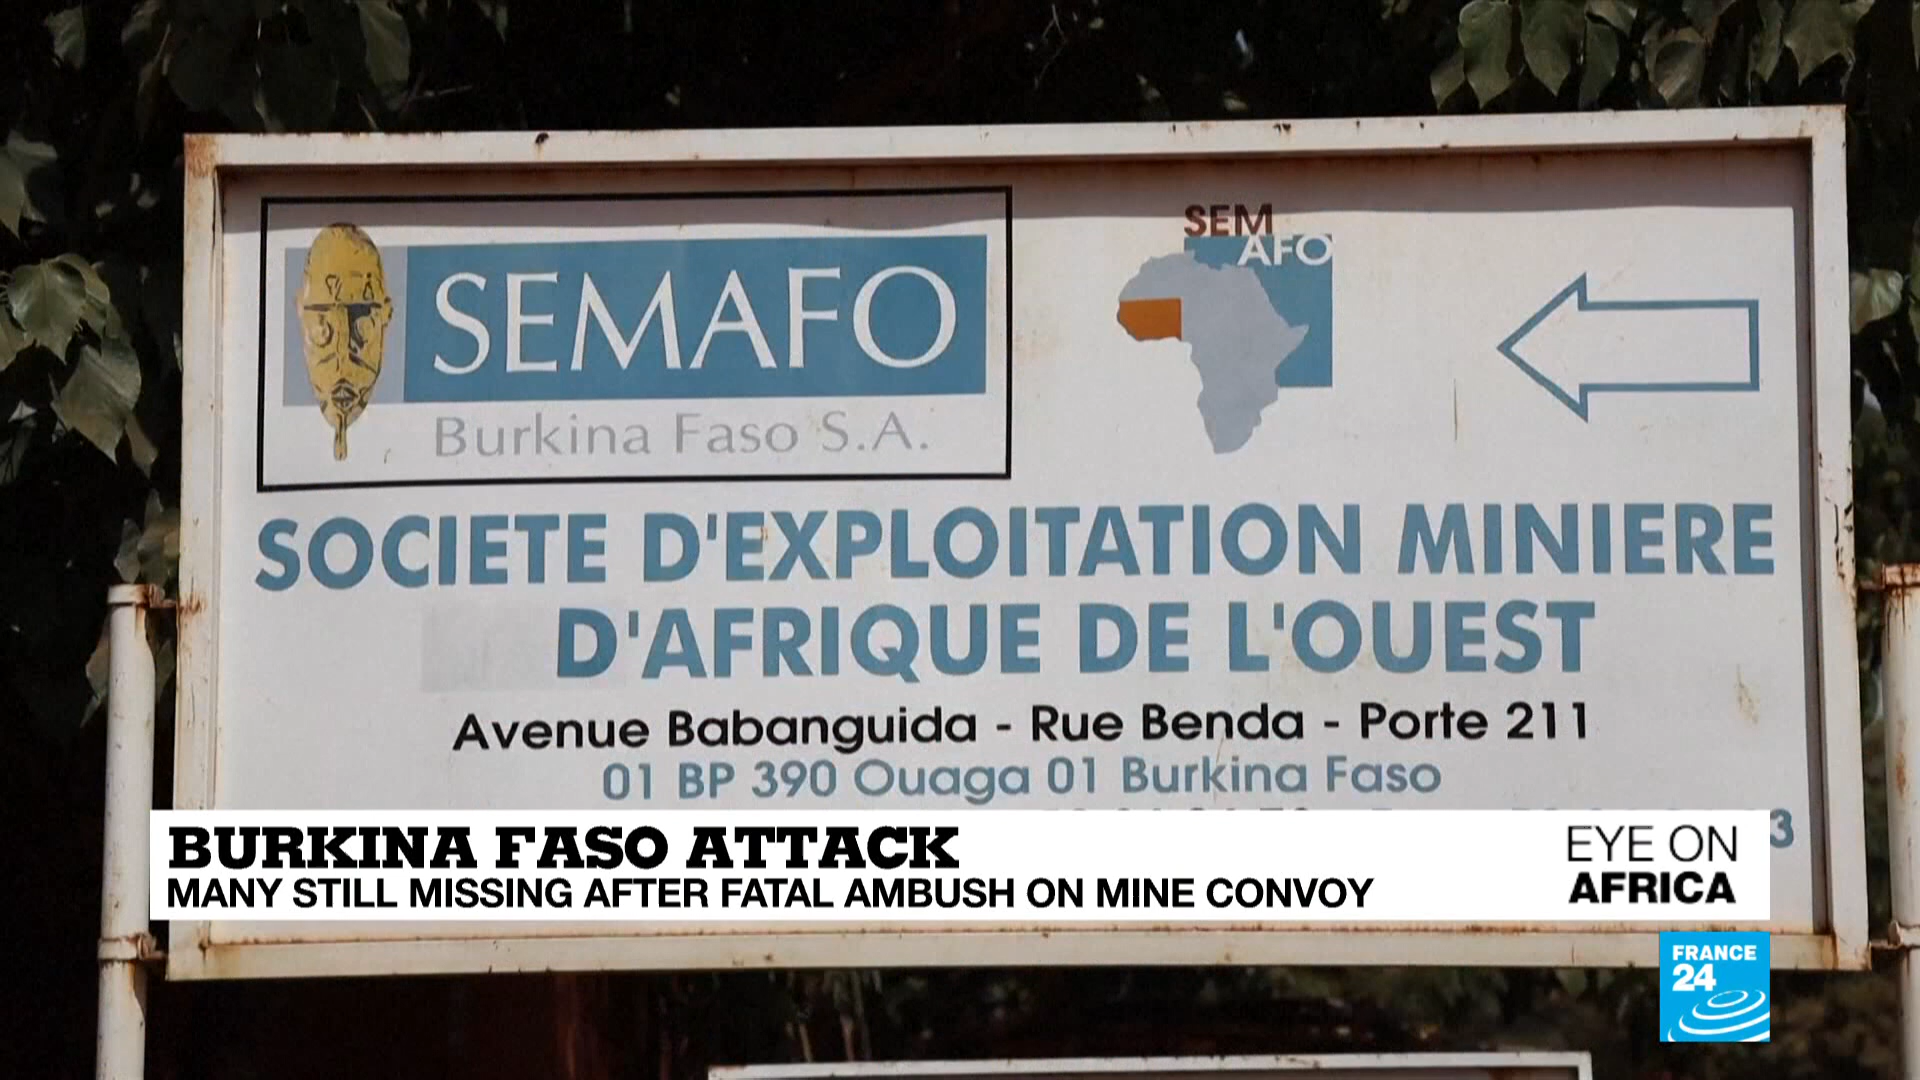 SEMAFO
Burkina Faso S.A.
SEM
AFO
SOCIETE D'EXPLOITATION MINIERE
D'AFRIQUE DE L'OUEST
Avenue Babanguida - Rue Benda - Porte 211
01 BP 390 Ouaga 01 Burkina Faso
BURKINA FASO ATTACK
MANY STILL MISSING AFTER FATAL AMBUSH ON MINE CONVOY
EYE ON
AFRICA
FRANCE
24